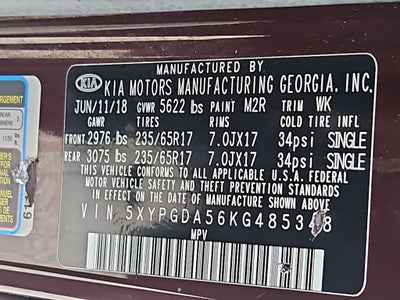 MANUFACTURED BY
KIA KIA MOTORS MANUFACTURING GEORGIA, INC.
JUN/11/18 GVWR 5622 lbs PAINT M2R TRIM WK
GAWR TIRES RIMS COLD TIRE INFL
FRONT 2976 lbs 235/65R17 7.0JX17 34psi SINGLE
REAR 3075 lbs 235/65R17 7.0JX17 34psi SINGLE
THIS VEHICLE CONFORMS TO ALL APPLICABLE U.S.A. FEDERAL
MOTOR VEHICLE SAFETY, BUMPER, AND THEFT PREVENTION STANDARDS
IN EFFECT ON THE DATE OF MANUFACTURE SHOWN ABOVE
VIN 5XYPGDA56KG485348
MPV